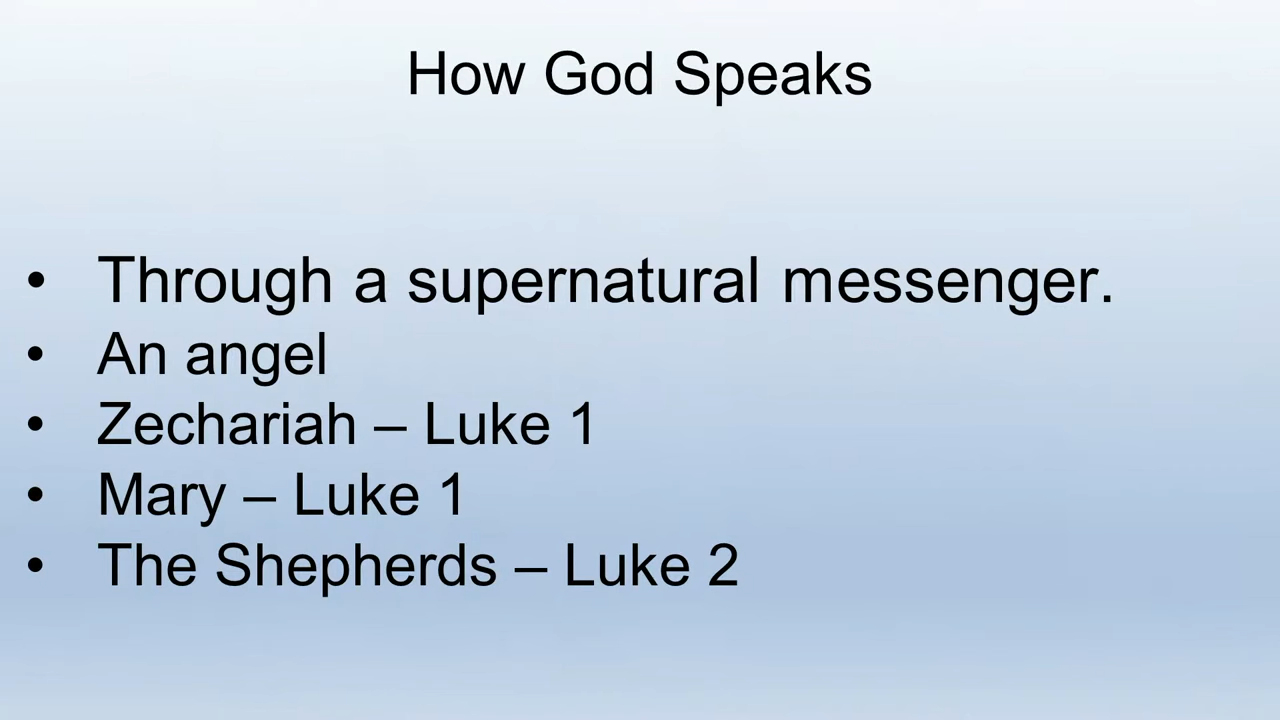 How God Speaks
• Through a supernatural messenger.
• An angel
• Zechariah – Luke 1
• Mary – Luke 1
• The Shepherds – Luke 2